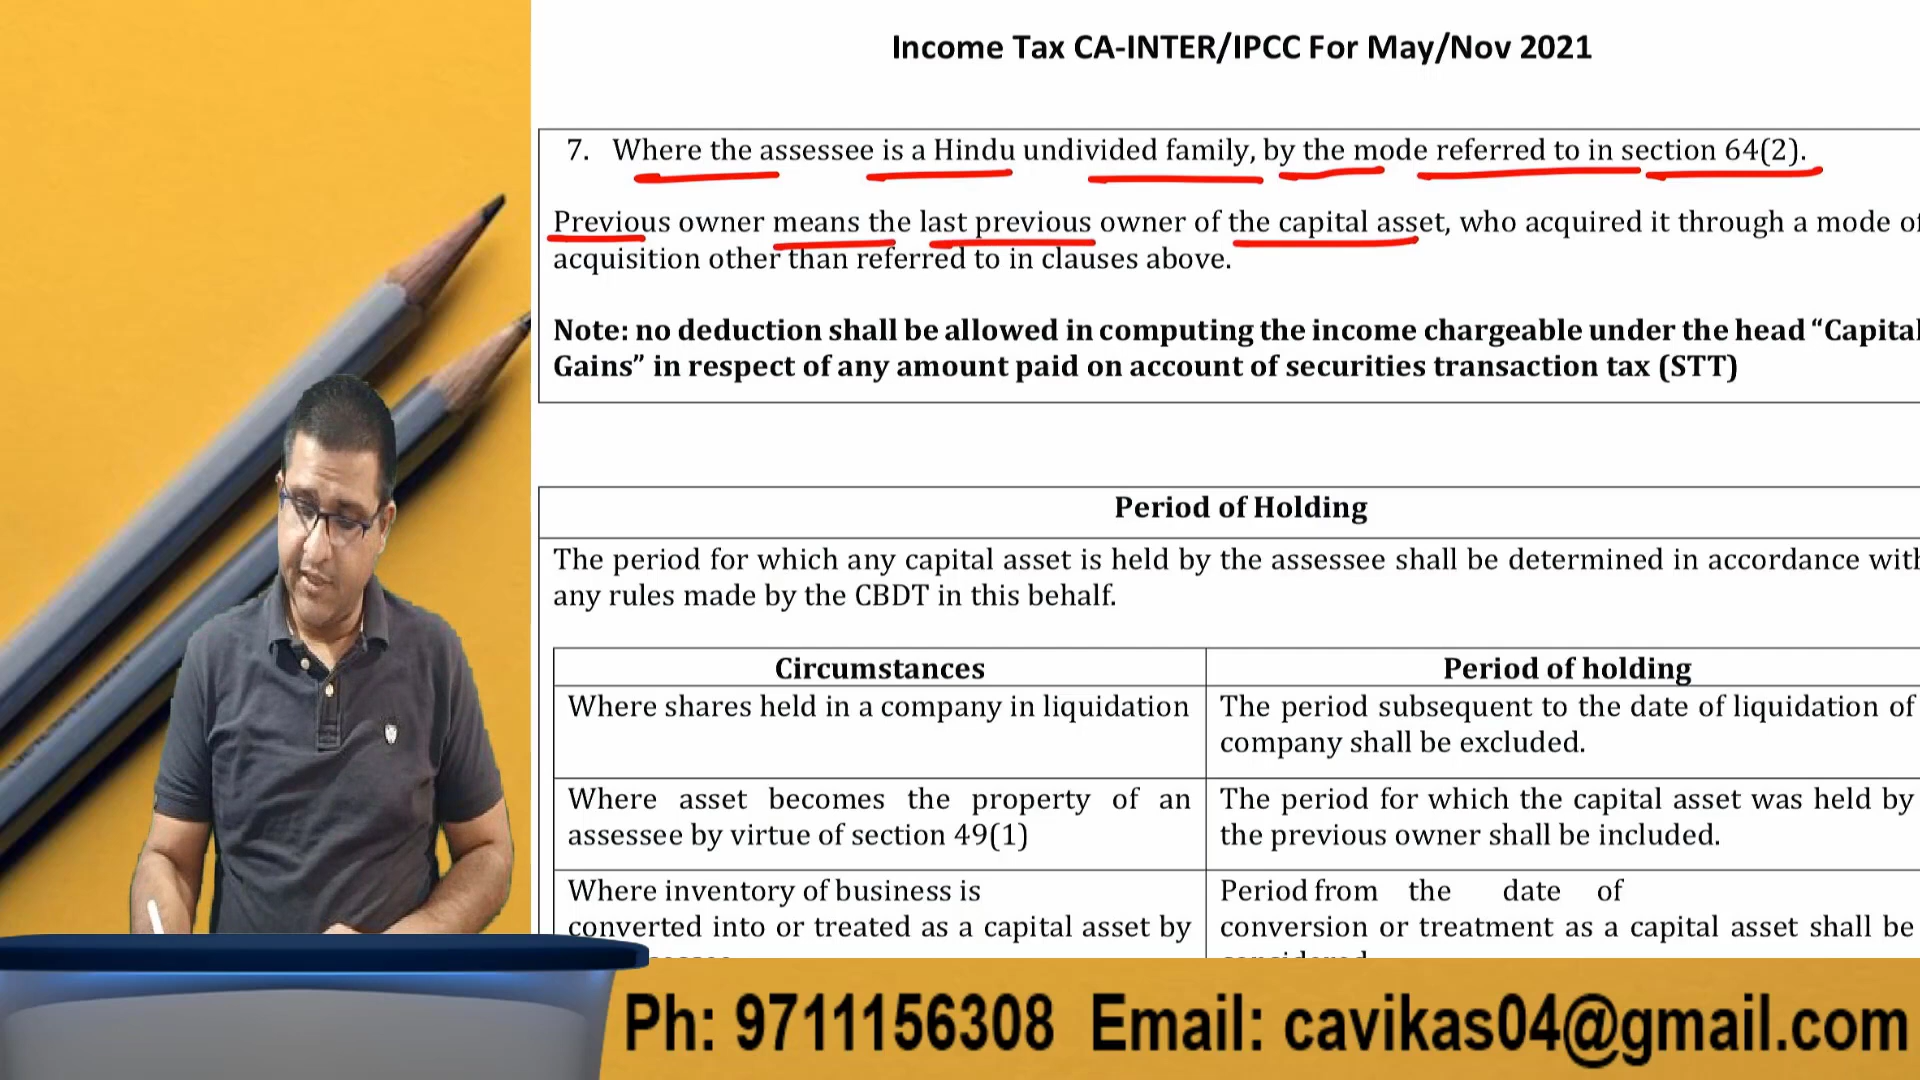 Income Tax CA-INTER/IPCC For May/Nov 2021
7. Where the assessee is a Hindu undivided family, by the mode referred to in section 64(2).
Previous owner means the last previous owner of the capital asset, who acquired it through a mode of
acquisition other than referred to in clauses above.
Note: no deduction shall be allowed in computing the income chargeable under the head “Capital
Gains” in respect of any amount paid on account of securities transaction tax (STT)
Period of Holding
The period for which any capital asset is held by the assessee shall be determined in accordance with
any rules made by the CBDT in this behalf.
Circumstances
Period of holding
Where shares held in a company in liquidation
The period subsequent to the date of liquidation of
company shall be excluded.
Where asset becomes the property of an
assessee by virtue of section 49(1)
The period for which the capital asset was held by
the previous owner shall be included.
Where inventory of business is
converted into or treated as a capital asset by
Period from the date of
conversion or treatment as a capital asset shall be
considered
Ph: 9711156308 Email: cavikas04@gmail.com